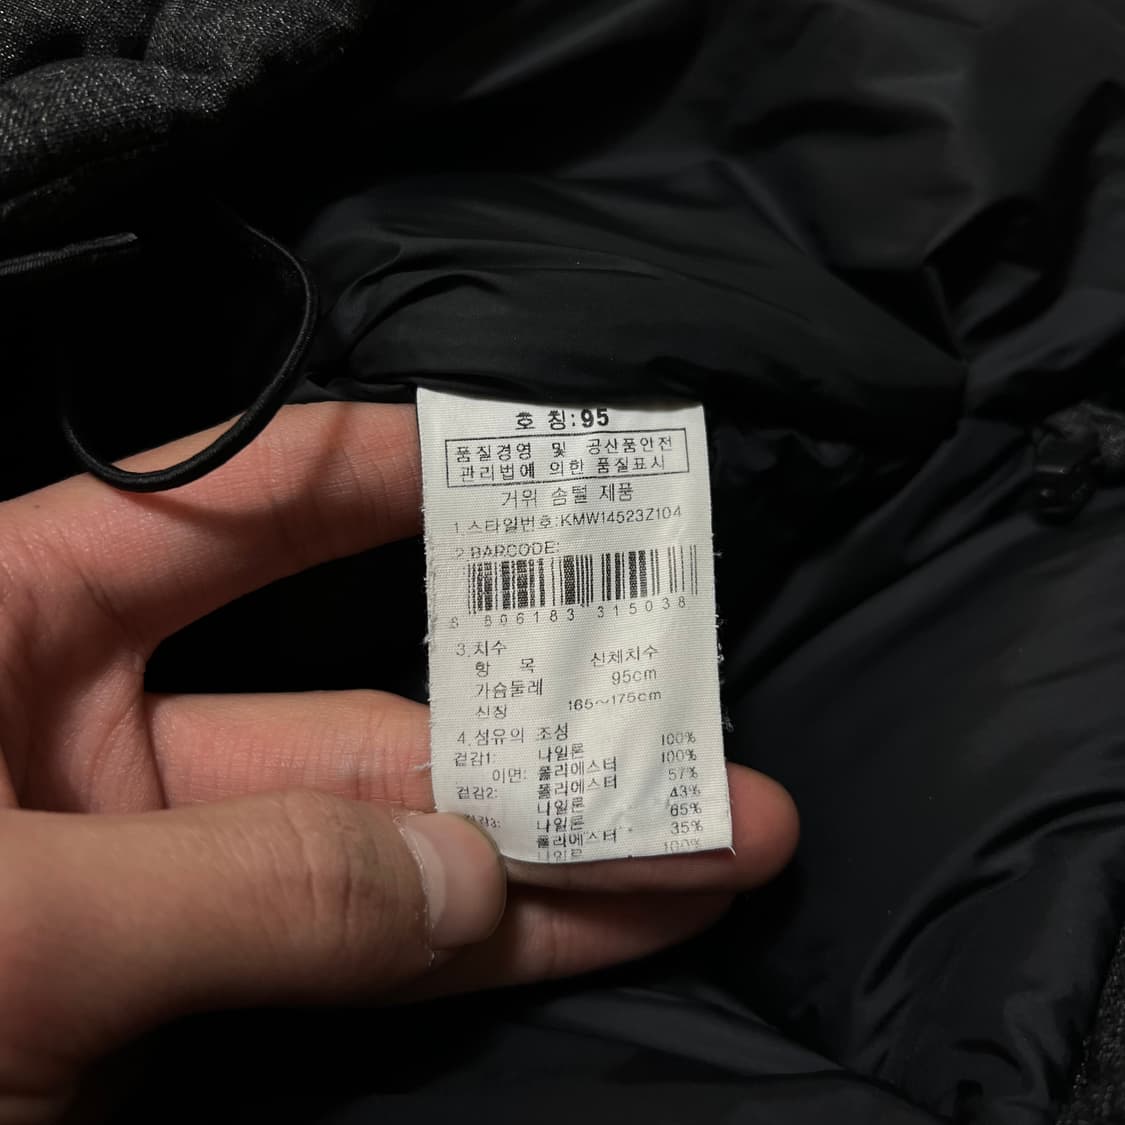 호 칭:95
품질경영 및 공산품안전
관리법에 의한 품질표시
거위 솜털 제품
1.스타일번호:KMW14523Z104
2.BARCODE:
8 806183 315038
3.치수
항 목 신체치수
가슴둘레 95cm
신장 165~175cm
4.섬유의 조성
겉감1: 나일론 100%
이면: 폴리에스터 100%
겉감2: 폴리에스터 57%
나일론 43%
나일론 65%
폴리에스터 35%
나일론 100%